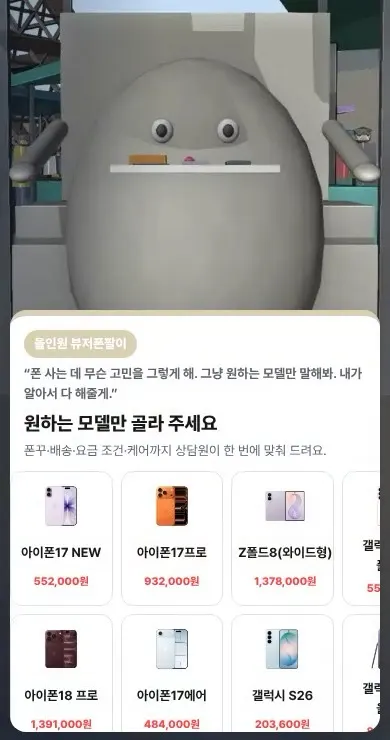 올인원 뷰저폰팔이
“폰 사는 데 무슨 고민을 그렇게 해. 그냥 원하는 모델만 말해봐. 내가
알아서 다 해줄게.”
원하는 모델만 골라 주세요
폰꾸·배송·요금 조건·케어까지 상담원이 한 번에 맞춰 드려요.
아이폰17 NEW
552,000원
아이폰17프로
932,000원
Z폴드8(와이드형)
1,378,000원
갤럭
55
아이폰18 프로
1,391,000원
아이폰17에어
484,000원
갤럭시 S26
203,600원